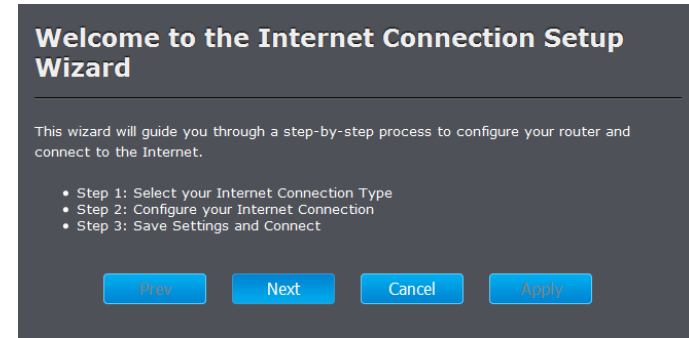 Welcome to the Internet Connection Setup
Wizard
This wizard will guide you through a step-by-step process to configure your router and
connect to the Internet.
• Step 1: Select your Internet Connection Type
• Step 2: Configure your Internet Connection
• Step 3: Save Settings and Connect
Prev Next Cancel Apply